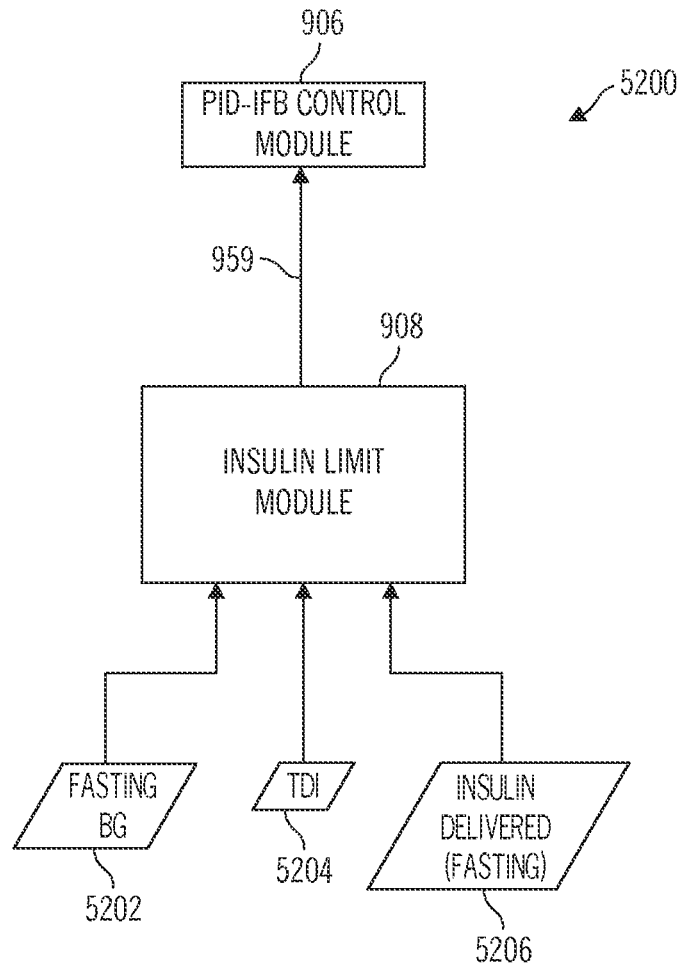 906
5200
PID-IFB CONTROL
MODULE
959
908
INSULIN LIMIT
MODULE
FASTING
BG
TDI
INSULIN
DELIVERED
(FASTING)
5202
5204
5206